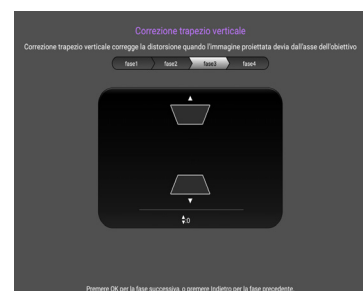 Correzione trapezio verticale
Correzione trapezio verticale corregge la distorsione quando l'immagine proiettata devia dall'asse dell'obiettivo
fase1 fase2 fase3 fase4
:0
Premere OK per la fase successiva, o premere Indietro per la fase precedente.